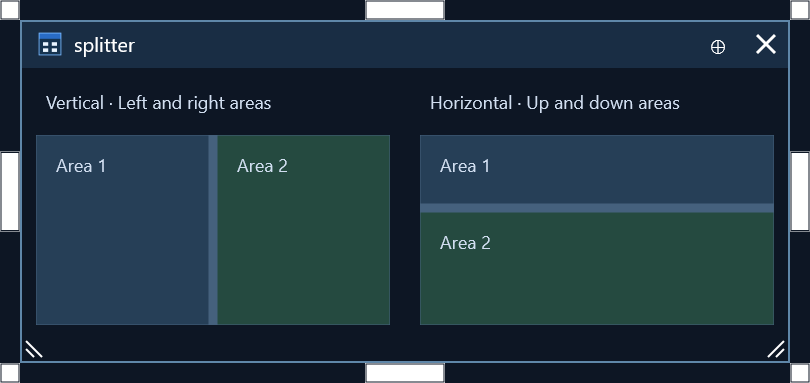 splitter
Vertical · Left and right areas
Horizontal · Up and down areas
Area 1
Area 2
Area 1
Area 2